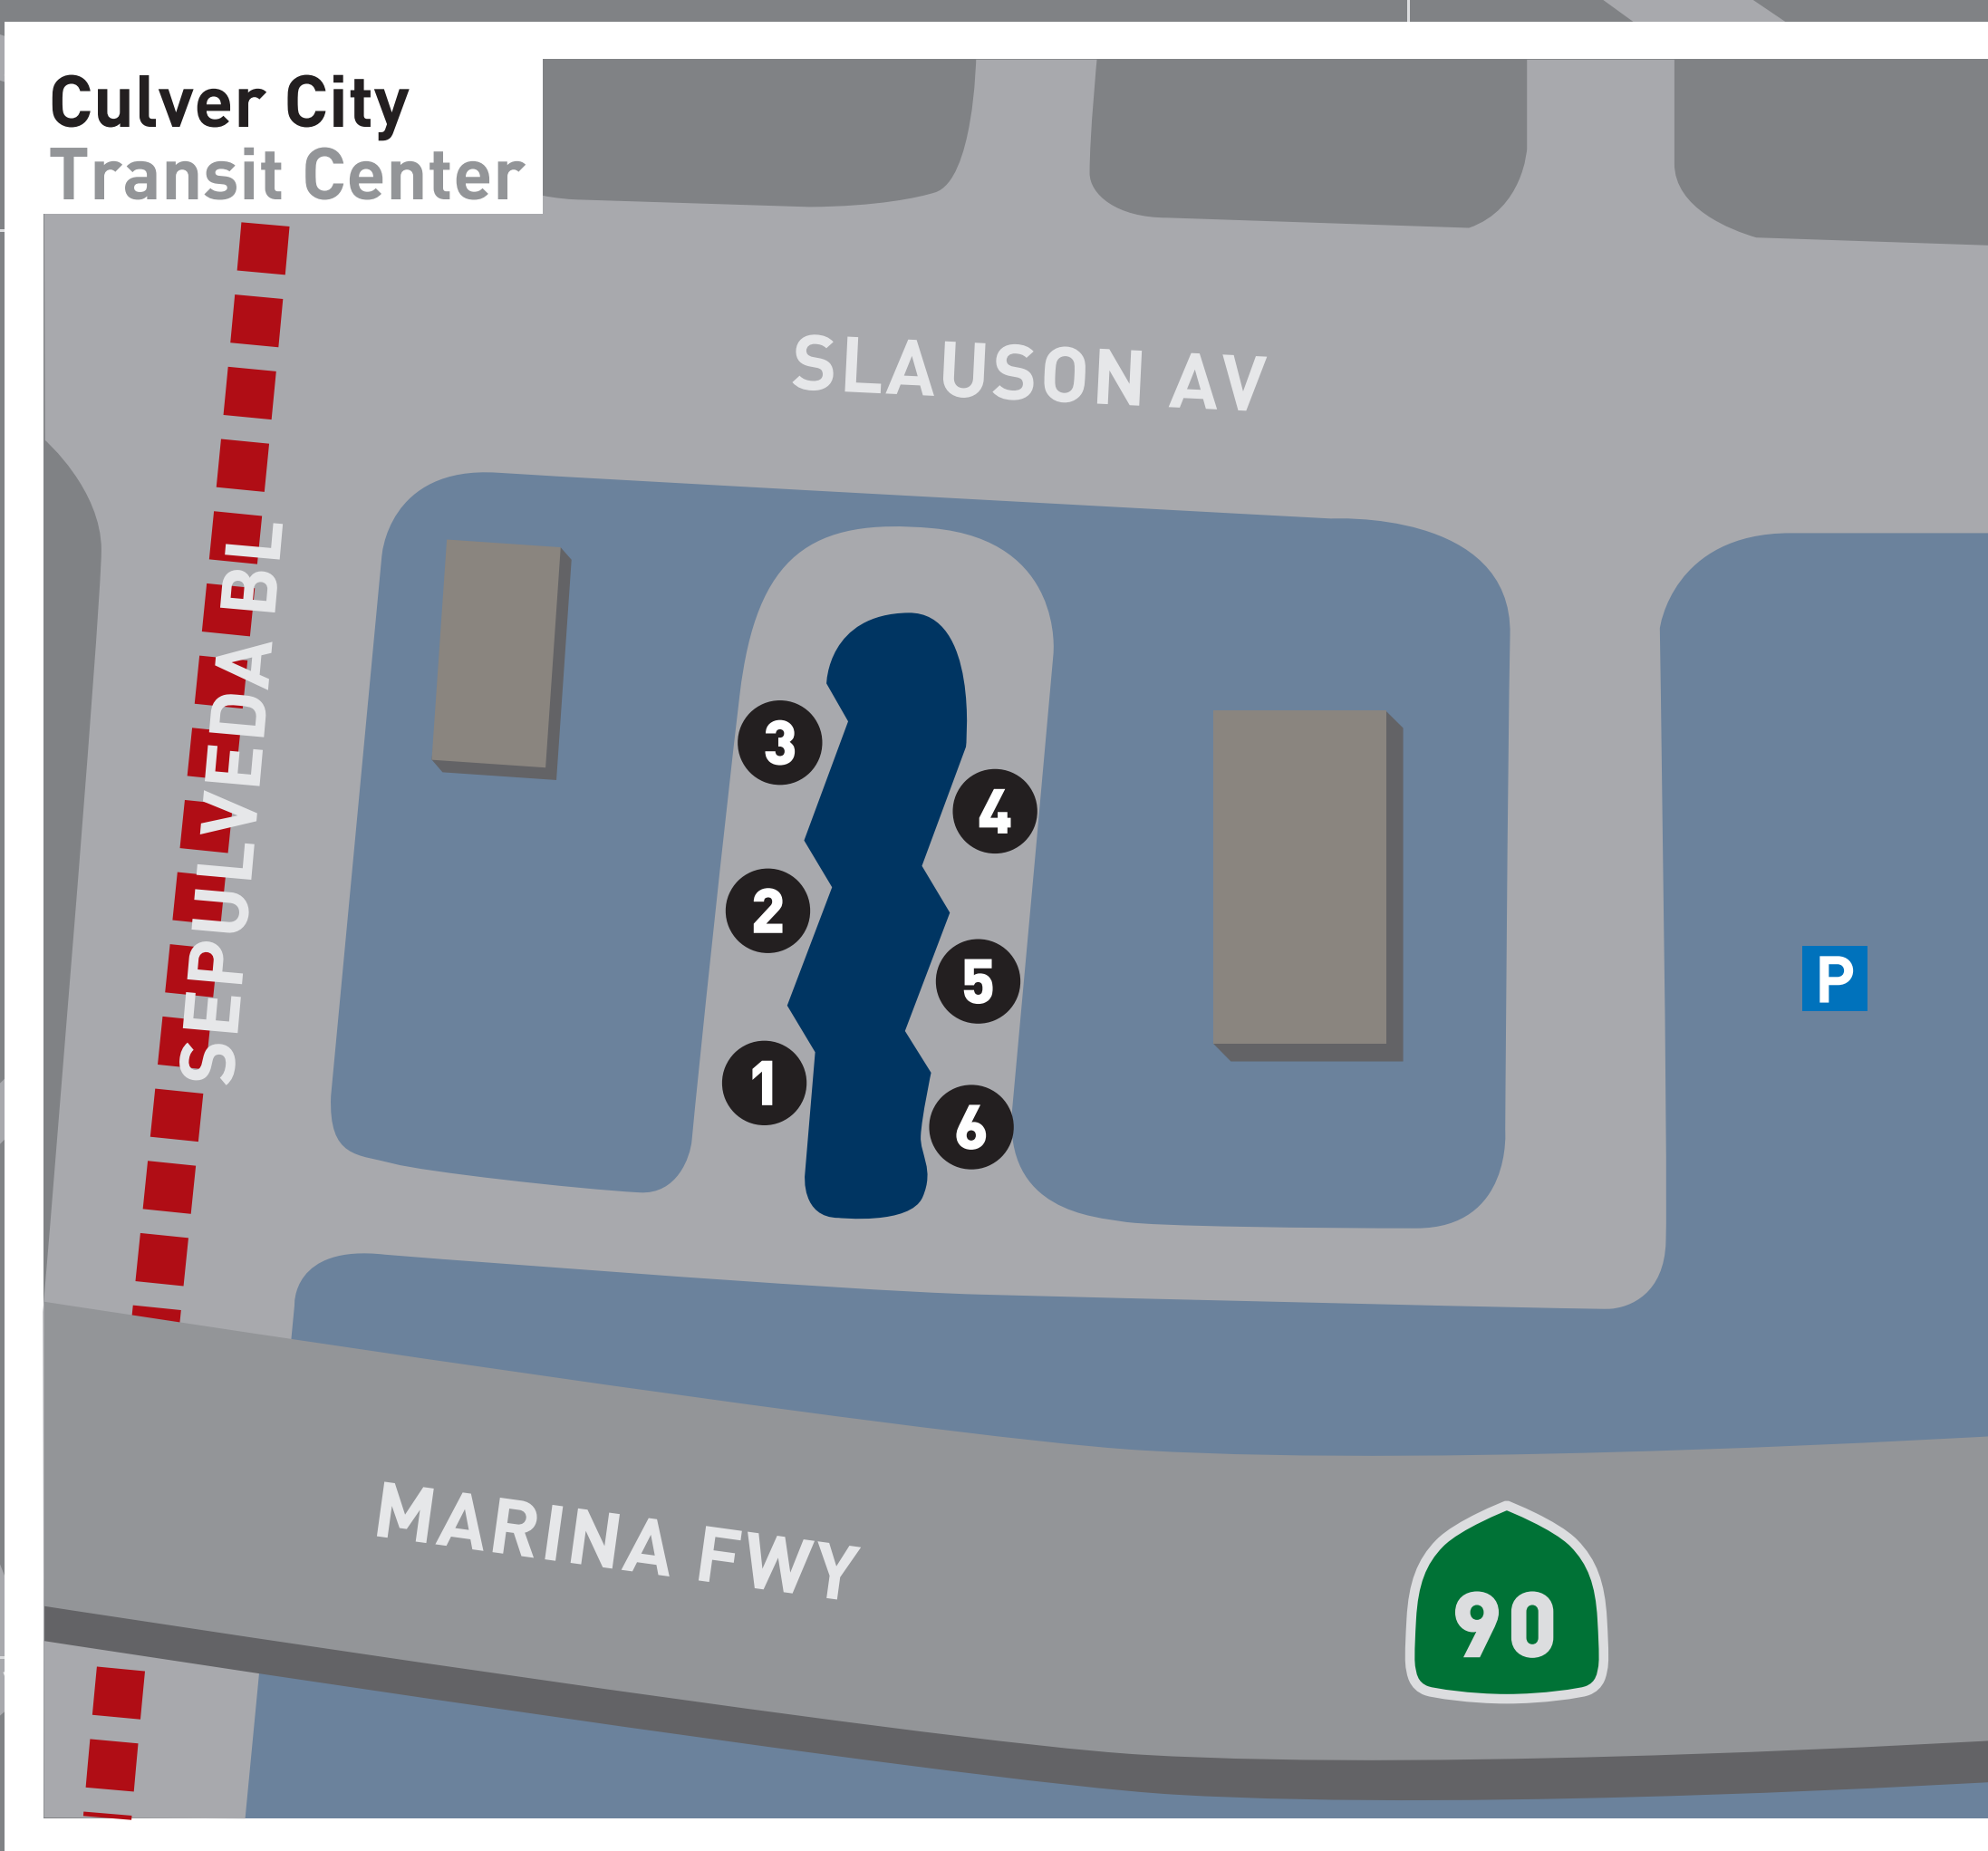 Culver City
Transit Center
SLAUSON AV
SEPULVEDA BL
3
4
2
5
P
1
6
MARINA FWY
90